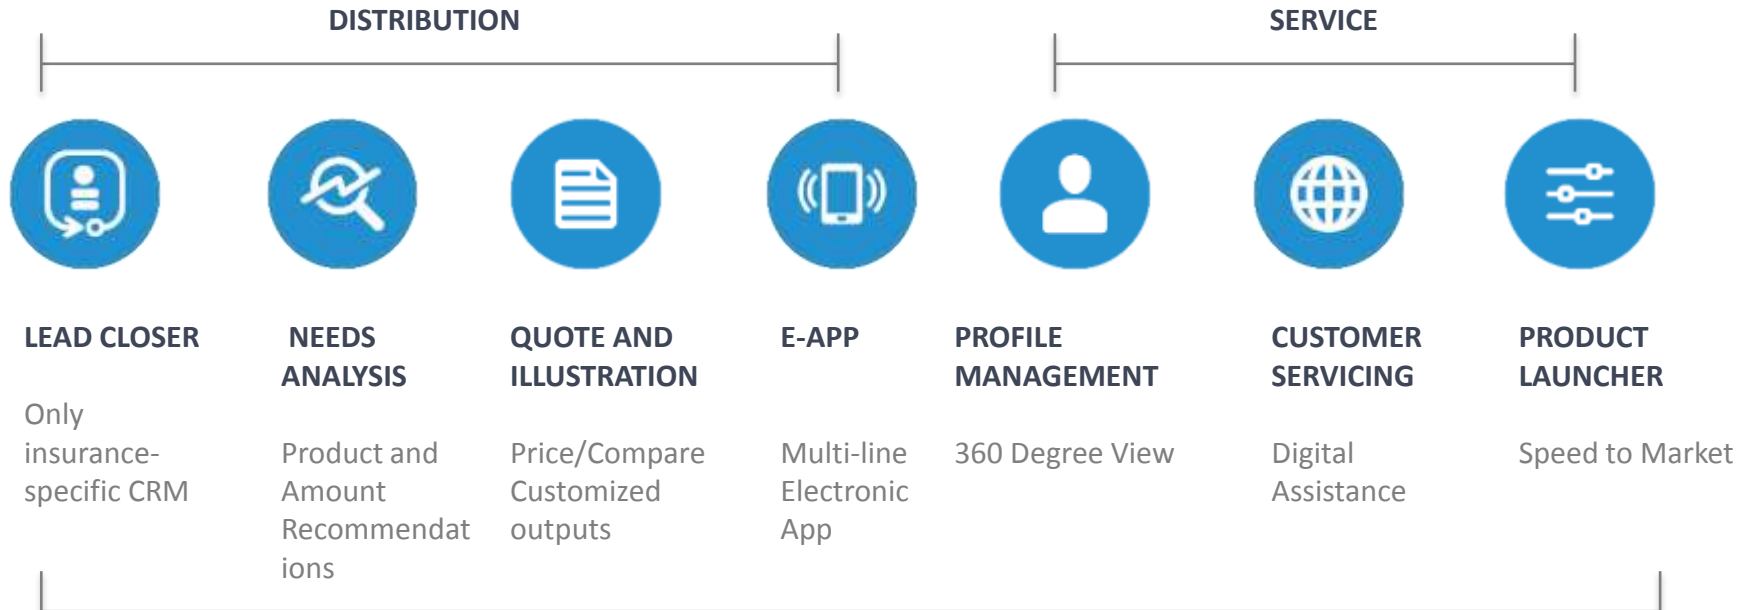 DISTRIBUTION
SERVICE
LEAD CLOSER
Only
insurance-
specific CRM
NEEDS
ANALYSIS
Product and
Amount
Recommendat
ions
QUOTE AND
ILLUSTRATION
Price/Compare
Customized
outputs
E-APP
Multi-line
Electronic
App
PROFILE
MANAGEMENT
360 Degree View
CUSTOMER
SERVICING
Digital
Assistance
PRODUCT
LAUNCHER
Speed to Market